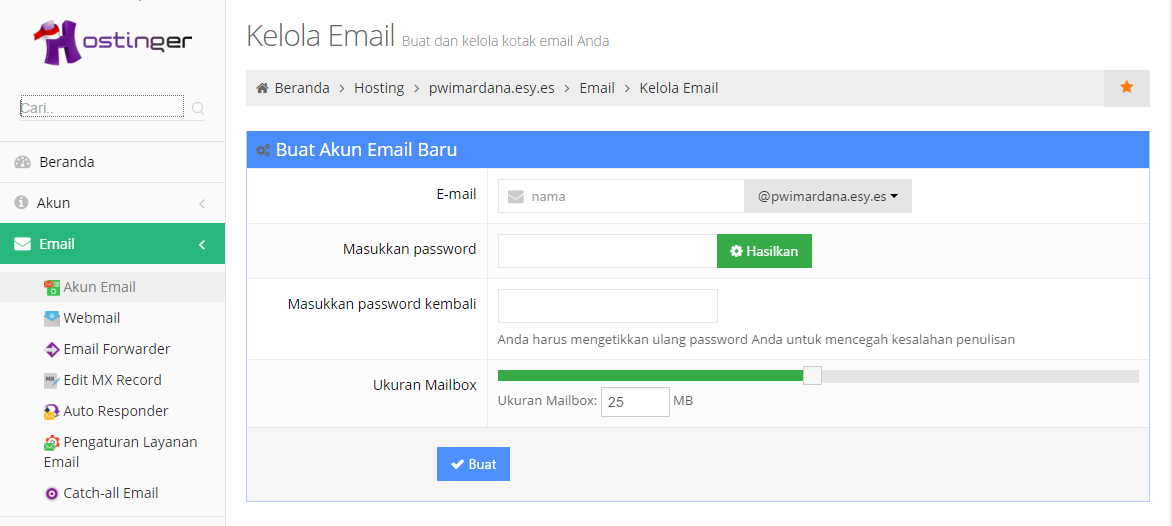 Hostinger
Cari..
Beranda
Akun
Email
Akun Email
Webmail
Email Forwarder
MX Edit MX Record
Auto Responder
Pengaturan Layanan
Email
Catch-all Email
Kelola Email Buat dan kelola kotak email Anda
Beranda > Hosting > pwimardana.esy.es > Email > Kelola Email
Buat Akun Email Baru
E-mail nama @pwimardana.esy.es
Masukkan password Hasilkan
Masukkan password kembali
Anda harus mengetikkan ulang password Anda untuk mencegah kesalahan penulisan
Ukuran Mailbox
Ukuran Mailbox: 25 MB
Buat